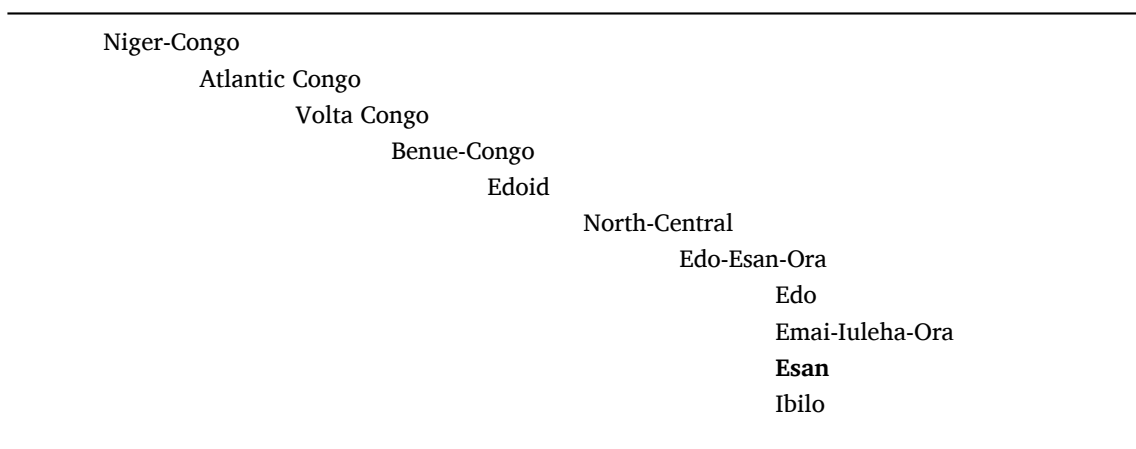 Niger-Congo
Atlantic Congo
Volta Congo
Benue-Congo
Edoid
North-Central
Edo-Esan-Ora
Edo
Emai-Iuleha-Ora
Esan
Ibilo